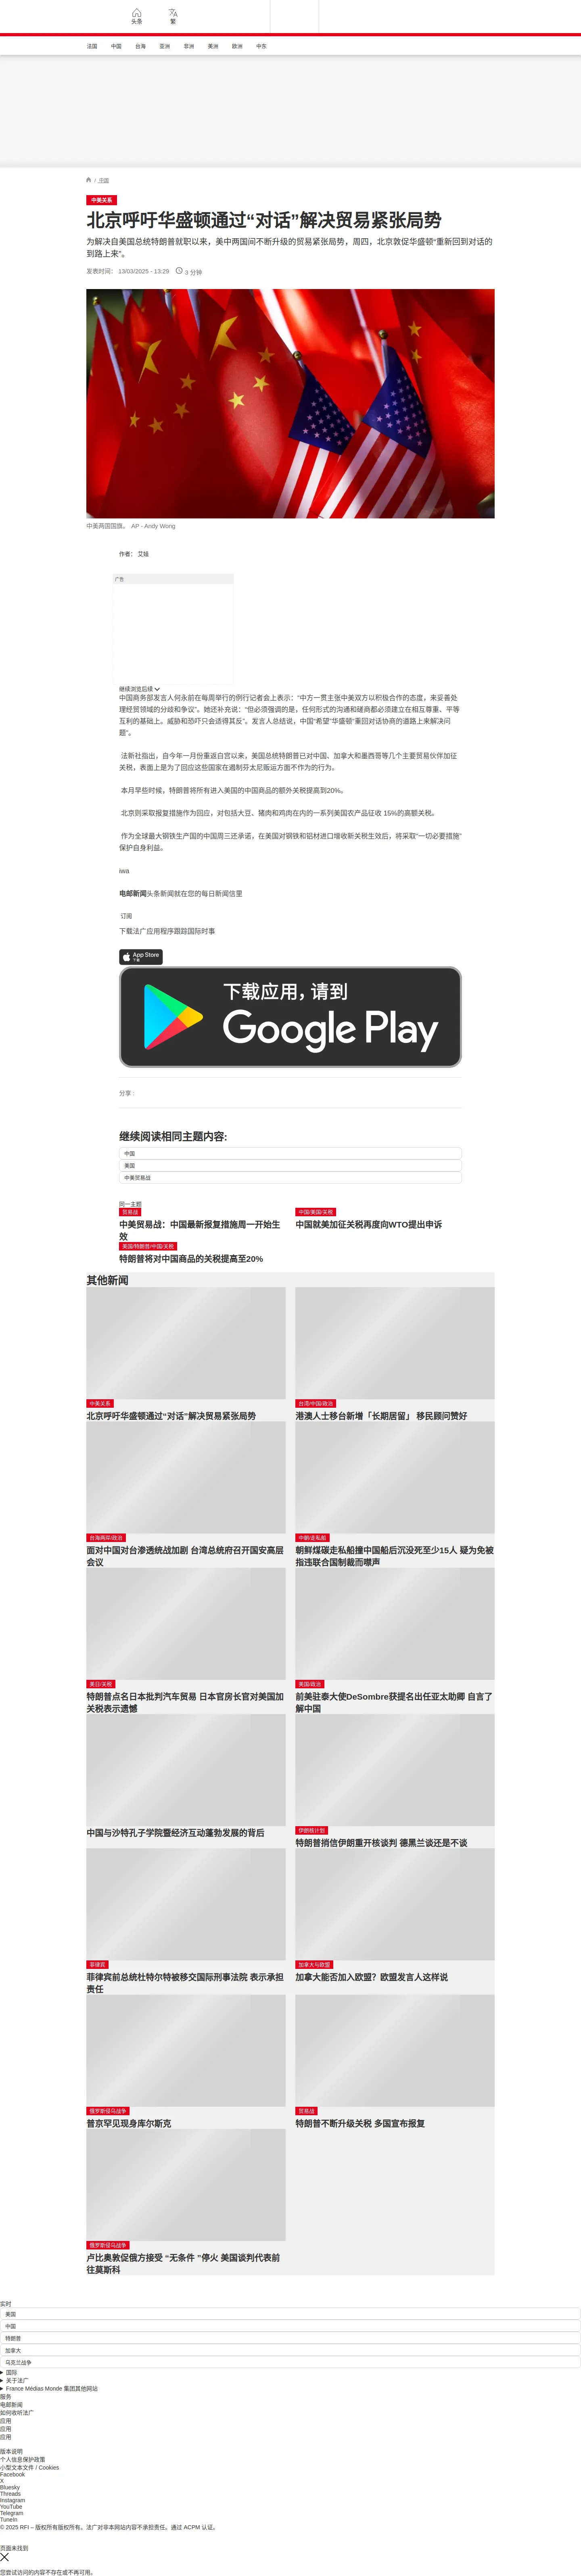 头条
繁
法国 中国 台海 亚洲 非洲 美洲 欧洲 中东
/ 中国
中美关系
北京呼吁华盛顿通过“对话”解决贸易紧张局势
为解决自美国总统特朗普就职以来，美中两国间不断升级的贸易紧张局势，周四，北京敦促华盛顿“重新回到对话的
到路上来”。
发表时间： 13/03/2025 - 13:29 3 分钟
中美两国国旗。 AP - Andy Wong
作者： 艾娃
广告
继续浏览后续
中国商务部发言人何永前在每周举行的例行记者会上表示：“中方一贯主张中美双方以积极合作的态度，来妥善处
理经贸领域的分歧和争议”。她还补充说：“但必须强调的是，任何形式的沟通和磋商都必须建立在相互尊重、平等
互利的基础上。威胁和恐吓只会适得其反”。发言人总结说，中国“希望”华盛顿“重回对话协商的道路上来解决问
题”。
法新社指出，自今年一月份重返白宫以来，美国总统特朗普已对中国、加拿大和墨西哥等几个主要贸易伙伴加征
关税，表面上是为了回应这些国家在遏制芬太尼贩运方面不作为的行为。
本月早些时候，特朗普将所有进入美国的中国商品的额外关税提高到20%。
北京则采取报复措施作为回应，对包括大豆、猪肉和鸡肉在内的一系列美国农产品征收 15%的高额关税。
作为全球最大钢铁生产国的中国周三还承诺，在美国对钢铁和铝材进口增收新关税生效后，将采取“一切必要措施”
保护自身利益。
iwa
电邮新闻头条新闻就在您的每日新闻信里
订阅
下载法广应用程序跟踪国际时事
App Store
下载
下载应用，请到
Google Play
分享 :
继续阅读相同主题内容:
中国
美国
中美贸易战
同一主题
贸易战
中美贸易战：中国最新报复措施周一开始生
效
中国/美国/关税
中国就美加征关税再度向WTO提出申诉
美国/特朗普/中国/关税
特朗普将对中国商品的关税提高至20%
其他新闻
中美关系
北京呼吁华盛顿通过“对话”解决贸易紧张局势
台湾/中国/政治
港澳人士移台新增「长期居留」 移民顾问赞好
台海两岸/政治
面对中国对台渗透统战加剧 台湾总统府召开国安高层
会议
中朝/走私船
朝鲜煤碳走私船撞中国船后沉没死至少15人 疑为免被
指违联合国制裁而噤声
美日/关税
特朗普点名日本批判汽车贸易 日本官房长官对美国加
关税表示遗憾
美国/政治
前美驻泰大使DeSombre获提名出任亚太助卿 自言了
解中国
中国与沙特孔子学院暨经济互动蓬勃发展的背后
伊朗核计划
特朗普捎信伊朗重开核谈判 德黑兰谈还是不谈
菲律宾
菲律宾前总统杜特尔特被移交国际刑事法院 表示承担
责任
加拿大与欧盟
加拿大能否加入欧盟？欧盟发言人这样说
俄罗斯侵乌战争
普京罕见现身库尔斯克
贸易战
特朗普不断升级关税 多国宣布报复
俄罗斯侵乌战争
卢比奥敦促俄方接受 “无条件 ”停火 美国谈判代表前
往莫斯科
实时
美国
中国
特朗普
加拿大
乌克兰战争
国际
关于法广
France Médias Monde 集团其他网站
服务
电邮新闻
如何收听法广
应用
应用
应用
版本说明
个人信息保护政策
小型文本文件 / Cookies
Facebook
X
Bluesky
Threads
Instagram
YouTube
Telegram
TuneIn
© 2025 RFI – 版权所有版权所有。法广对非本网站内容不承担责任。通过 ACPM 认证。
页面未找到
您尝试访问的内容不存在或不再可用。